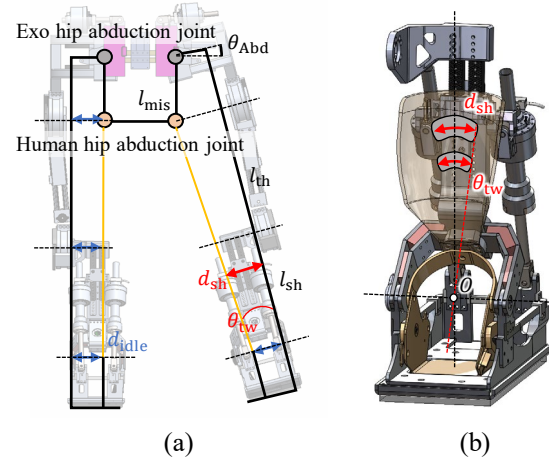 Exo hip abduction joint
θAbd
lmis
Human hip abduction joint
lth
dsh
lsh
θtw
didle
(a)
(b)
dsh
θtw
O